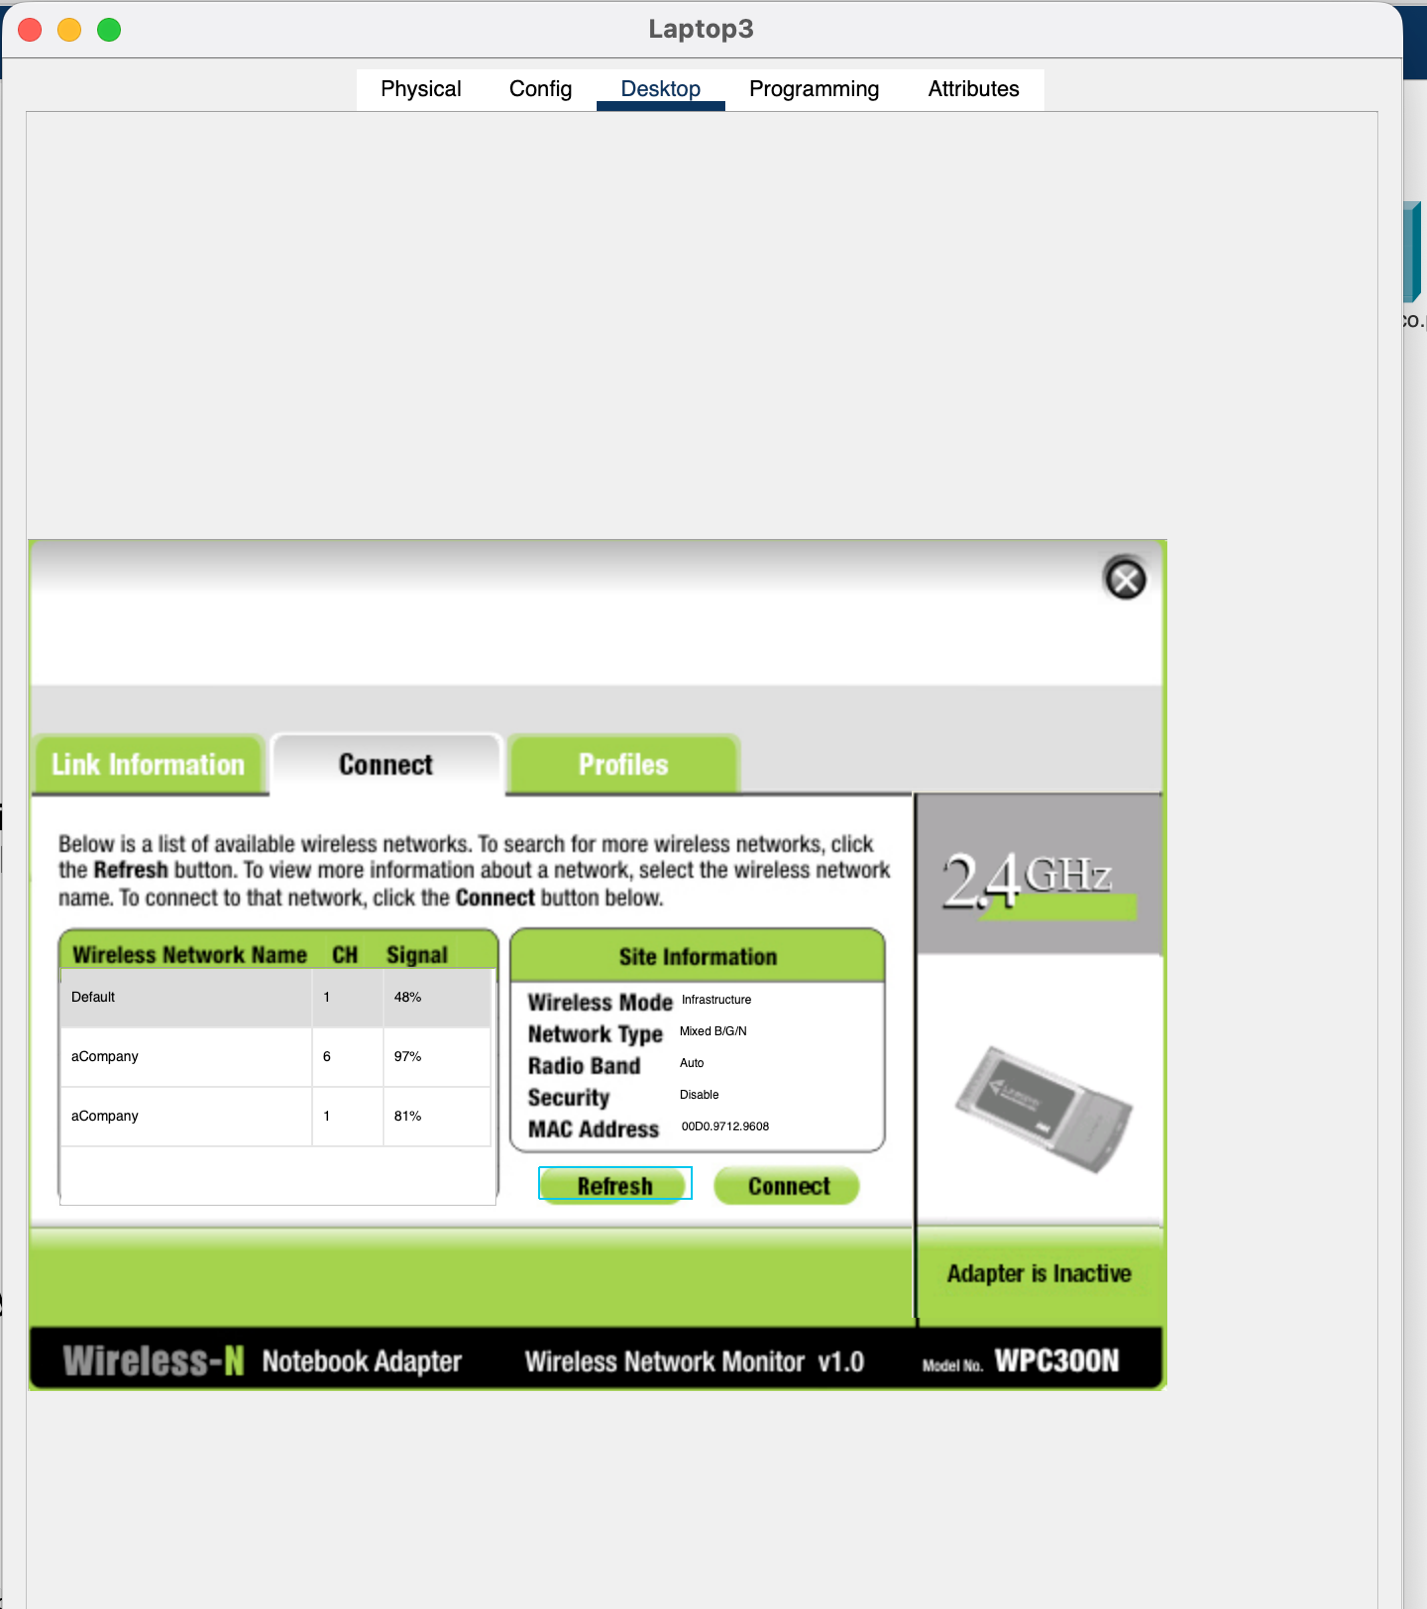 Laptop3
Physical Config Desktop Programming Attributes
co.
Link Information Connect Profiles
Below is a list of available wireless networks. To search for more wireless networks, click
the Refresh button. To view more information about a network, select the wireless network
name. To connect to that network, click the Connect button below.
2.4GHz
Wireless Network Name CH Signal
Default 1 48%
aCompany 6 97%
aCompany 1 81%
Site Information
Wireless Mode Infrastructure
Network Type Mixed B/G/N
Radio Band Auto
Security Disable
MAC Address 00D0.9712.9608
Refresh Connect
Adapter is Inactive
Wireless-N Notebook Adapter Wireless Network Monitor v1.0 Model No. WPC300N